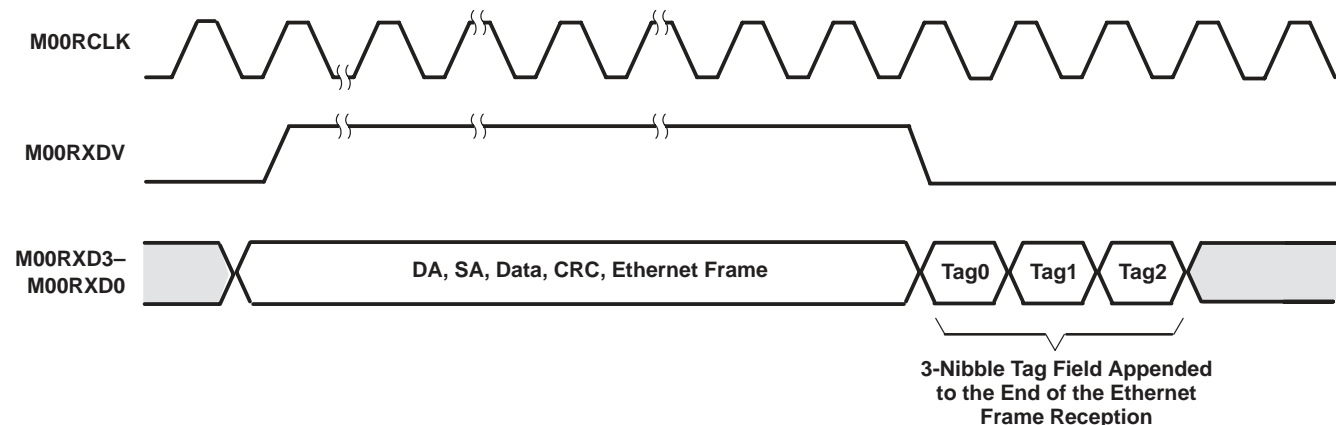 M00RCLK
M00RXDV
M00RXD3–
M00RXD0
DA, SA, Data, CRC, Ethernet Frame
Tag0 Tag1 Tag2
3-Nibble Tag Field Appended
to the End of the Ethernet
Frame Reception